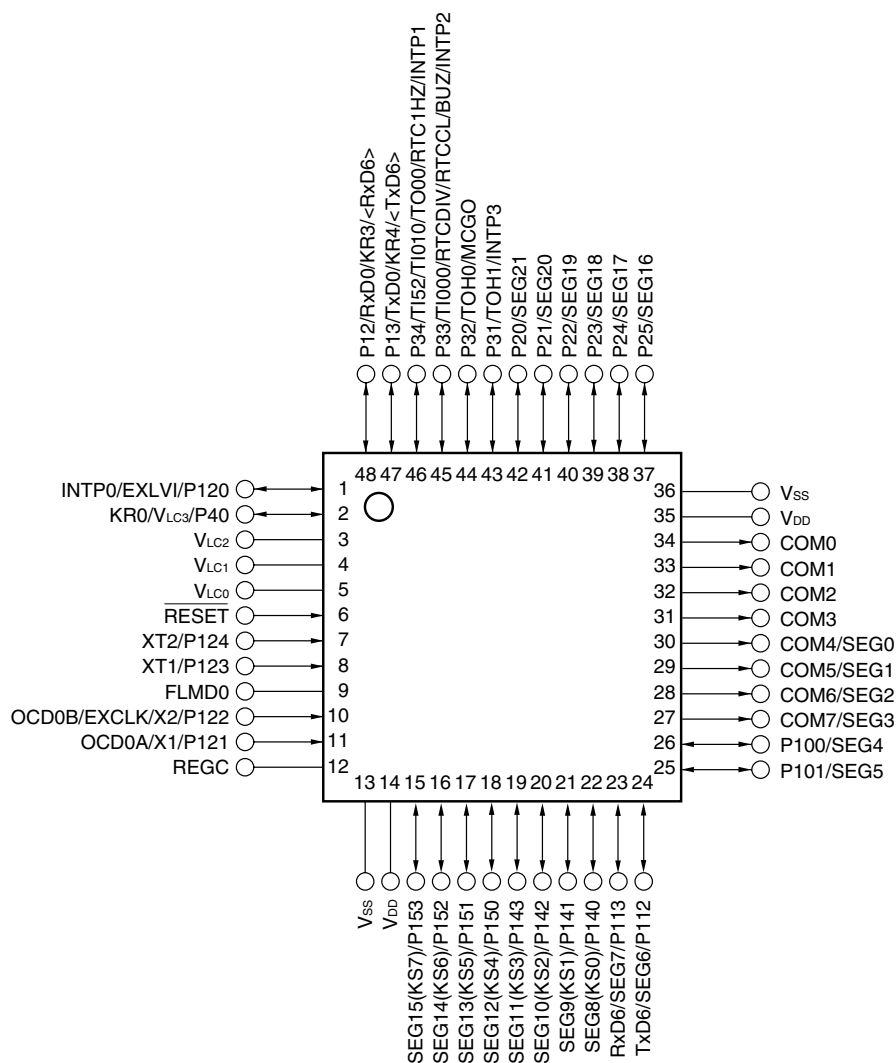 P12/RxD0/KR3/<RxD6>
P13/TxD0/KR4/<TxD6>
P34/TI52/TI010/TO00/RTC1HZ/INTP1
P33/TI000/RTCDIV/RTCCL/BUZ/INTP2
P32/TOH0/MCGO
P31/TOH1/INTP3
P20/SEG21
P21/SEG20
P22/SEG19
P23/SEG18
P24/SEG17
P25/SEG16
48 47 46 45 44 43 42 41 40 39 38 37
INTP0/EXLVI/P120 1
KR0/VLC3/P40 2
VLC2 3
VLC1 4
VLC0 5
RESET 6
XT2/P124 7
XT1/P123 8
FLMD0 9
OCD0B/EXCLK/X2/P122 10
OCD0A/X1/P121 11
REGC 12
36 VSS
35 VDD
34 COM0
33 COM1
32 COM2
31 COM3
30 COM4/SEG0
29 COM5/SEG1
28 COM6/SEG2
27 COM7/SEG3
26 P100/SEG4
25 P101/SEG5
13 14 15 16 17 18 19 20 21 22 23 24
VSS
VDD
SEG15(KS7)/P153
SEG14(KS6)/P152
SEG13(KS5)/P151
SEG12(KS4)/P150
SEG11(KS3)/P143
SEG10(KS2)/P142
SEG9(KS1)/P141
SEG8(KS0)/P140
RxD6/SEG7/P113
TxD6/SEG6/P112